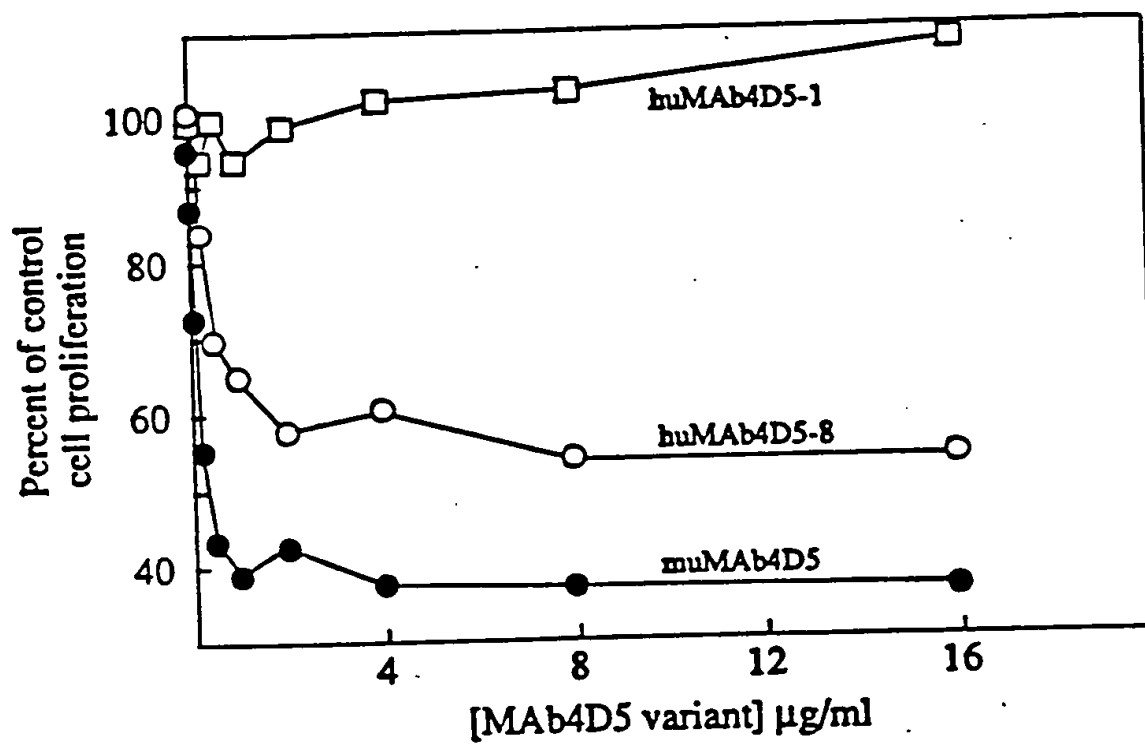 huMAb4D5-1
100
80
60
40
Percent of control
cell proliferation
huMAb4D5-8
muMAb4D5
4 8 12 16
[MAb4D5 variant] µg/ml